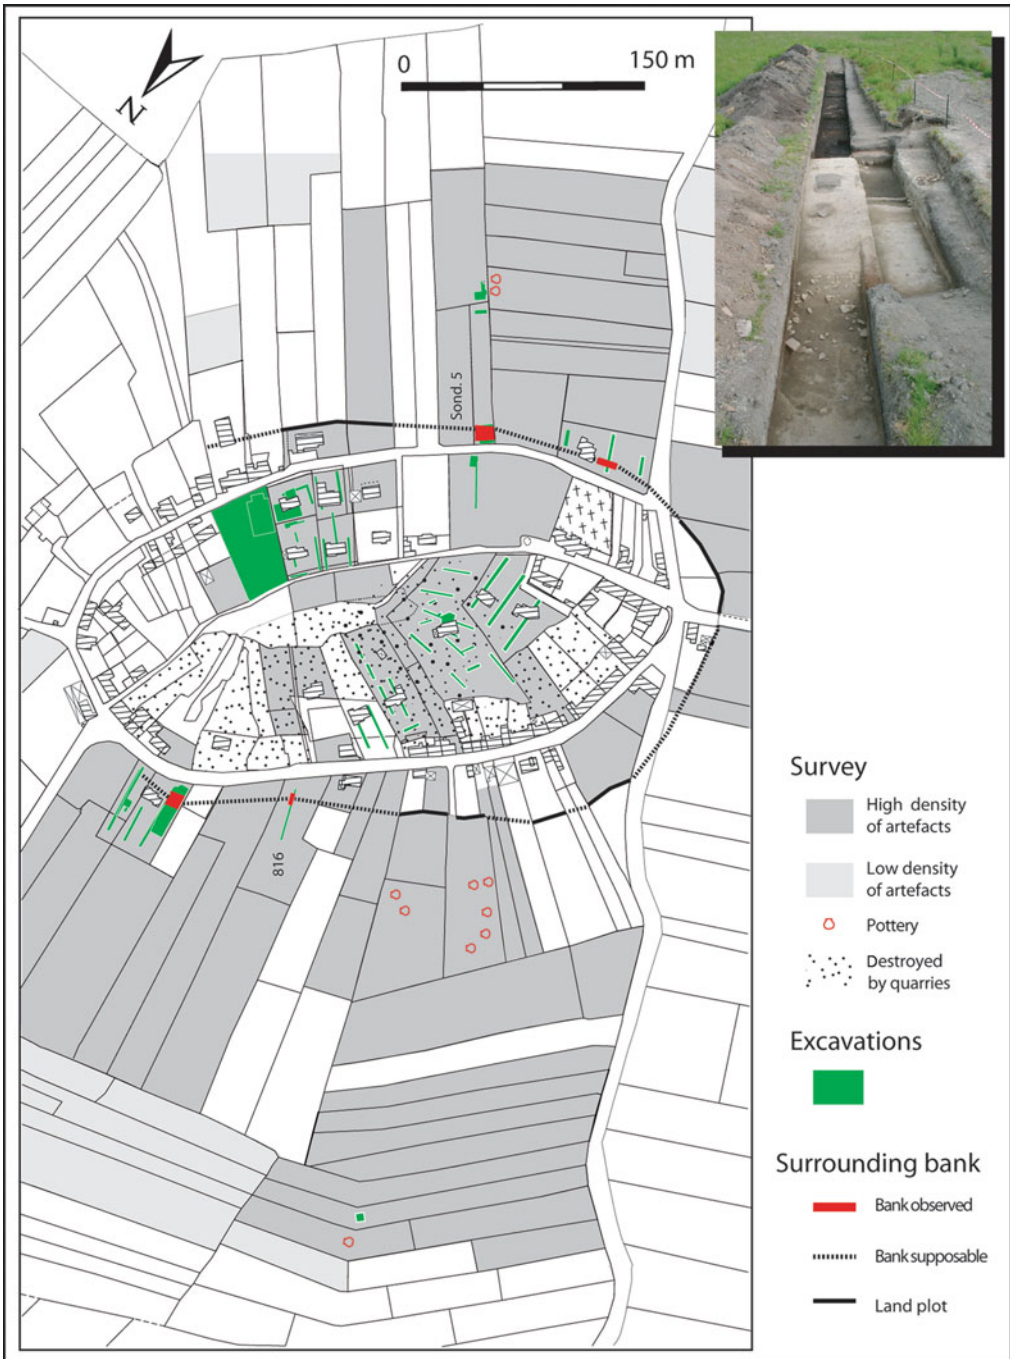 N
0
150 m
Sond. 5
816
Survey
High density
of artefacts
Low density
of artefacts
Pottery
Destroyed
by quarries
Excavations
Surrounding bank
Bank observed
Bank supposable
Land plot